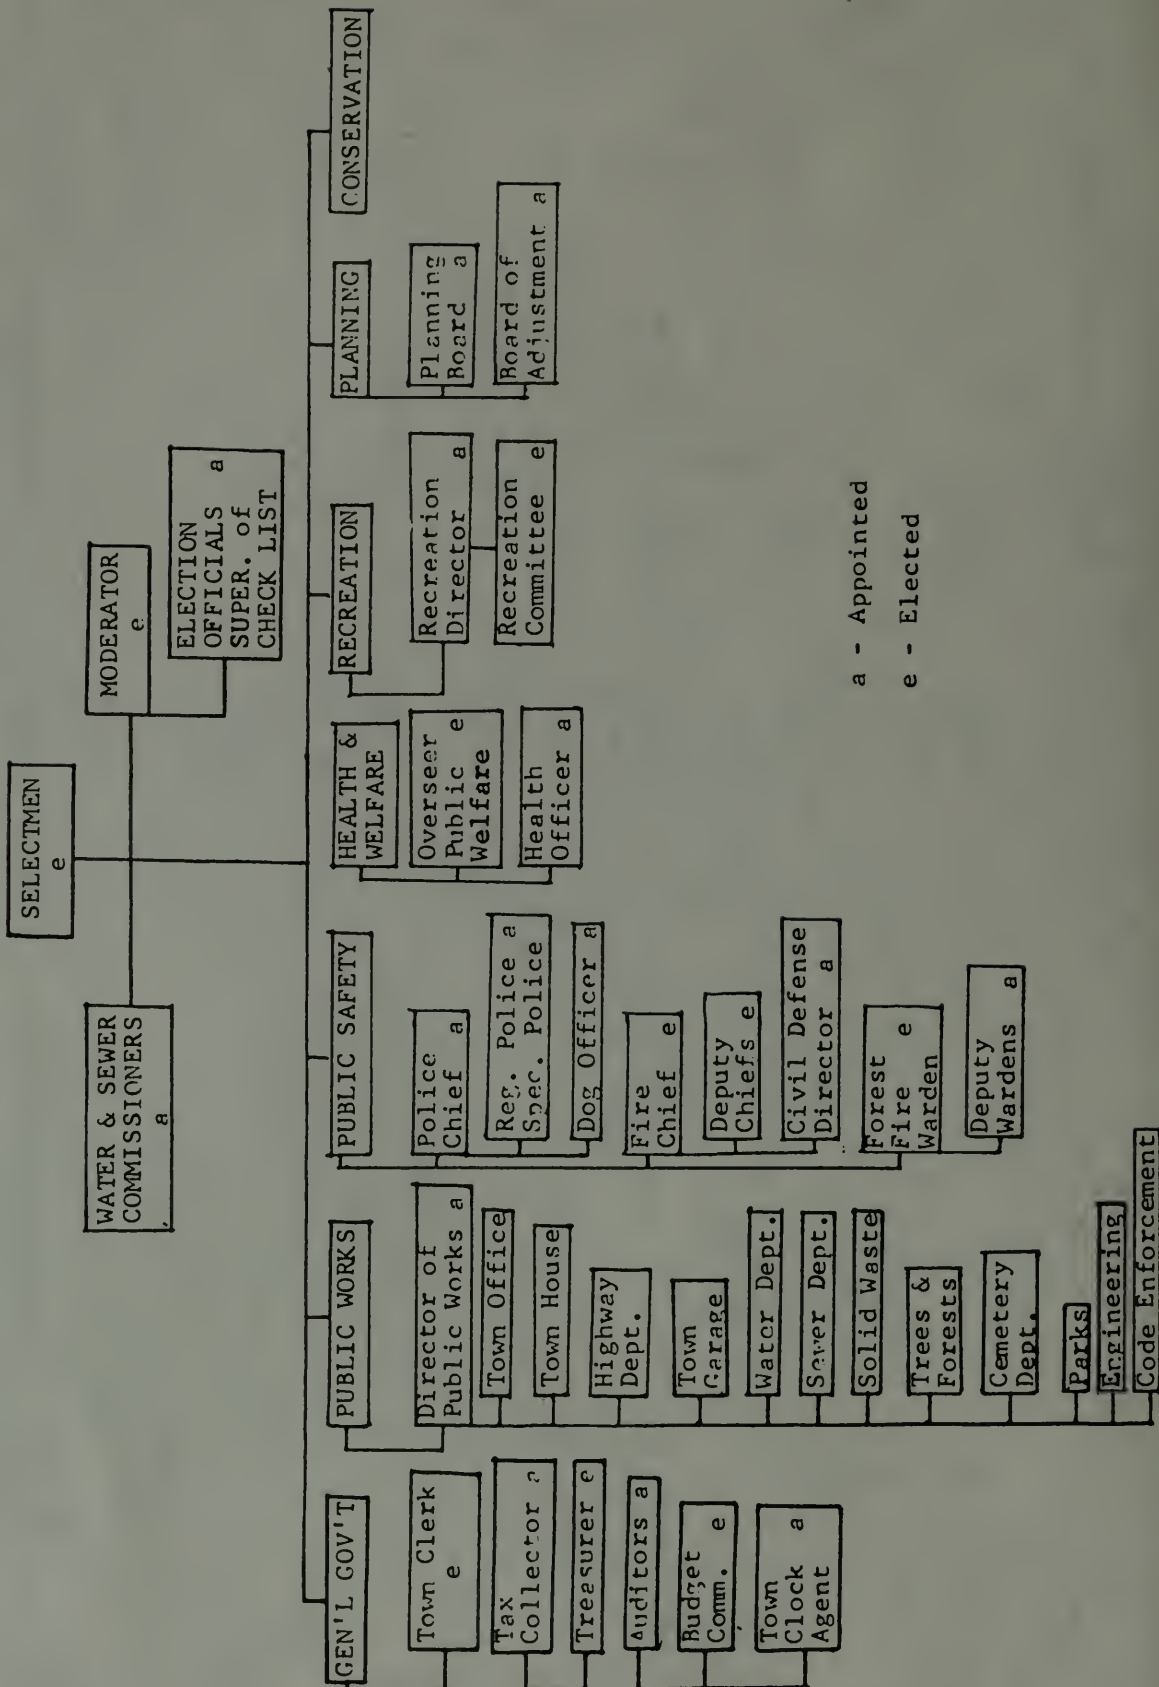 SELECTMEN
e
WATER & SEWER
COMMISSIONERS
a
MODERATOR
e
ELECTION
OFFICIALS a
SUPER. of
CHECK LIST
GEN'L GOV'T
Town Clerk
e
Tax
Collector a
Treasurer e
Auditors a
Budget
Comm. e
Town
Clock a
Agent
PUBLIC WORKS
Director of
Public Works a
Town Office
Town House
Highway
Dept.
Town
Garage
Water Dept.
Sewer Dept.
Solid Waste
Trees &
Forests
Cemetery
Dept.
Parks
Engineering
Code Enforcement
PUBLIC SAFETY
Police
Chief a
Reg. Police a
Spec. Police
Dog Officer a
Fire
Chief e
Deputy
Chiefs e
Civil Defense
Director a
Forest
Fire e
Warden
Deputy
Wardens a
HEALTH &
WELFARE
Overseer
Public e
Welfare
Health
Officer a
RECREATION
Recreation
Director a
Recreation
Committee e
PLANNING
Planning
Board a
Board of
Adjustment a
CONSERVATION
a - Appointed
e - Elected